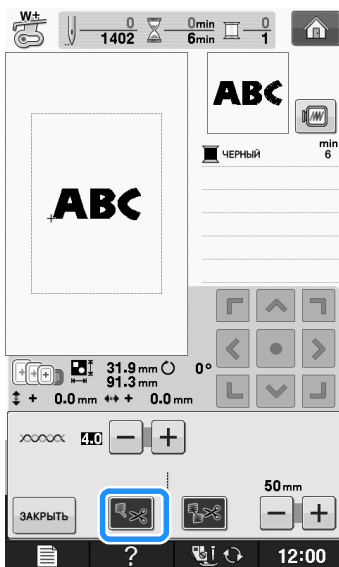 W+
0 0min 0
1402 6min 1
ABC
min
ЧЕРНЫЙ 6
ABC
31.9 mm 0°
91.3 mm
+ 0.0 mm + 0.0 mm
4.0 − +
50 mm
ЗАКРЫТЬ − +
? 12:00